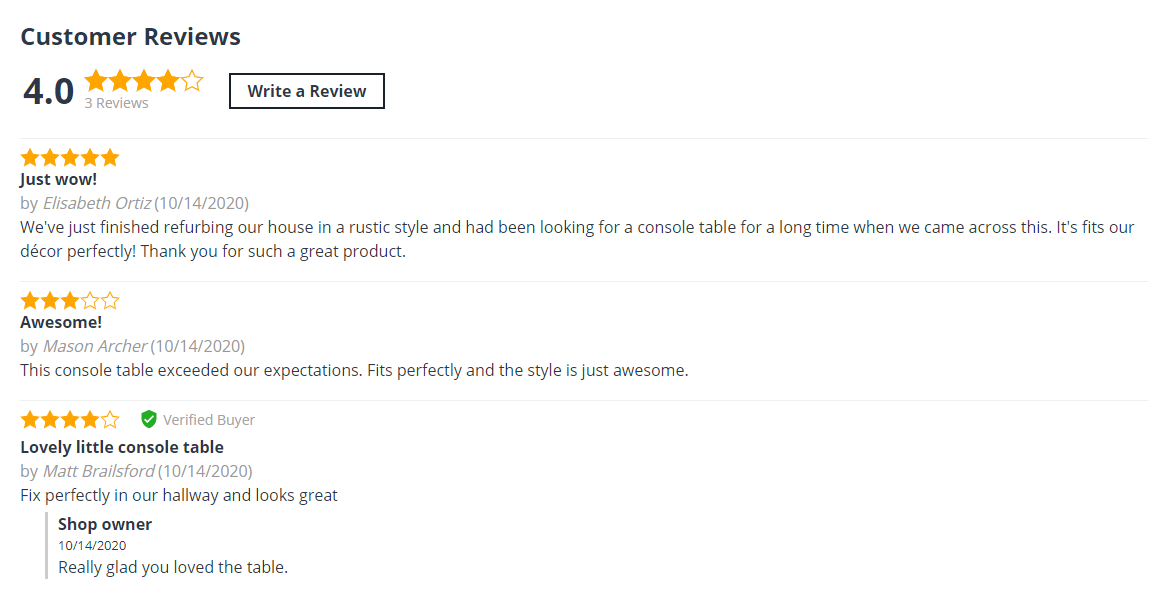 Customer Reviews
4.0
3 Reviews
Write a Review
Just wow!
by Elisabeth Ortiz (10/14/2020)
We've just finished refurbing our house in a rustic style and had been looking for a console table for a long time when we came across this. It's fits our
décor perfectly! Thank you for such a great product.
Awesome!
by Mason Archer (10/14/2020)
This console table exceeded our expectations. Fits perfectly and the style is just awesome.
Verified Buyer
Lovely little console table
by Matt Brailsford (10/14/2020)
Fix perfectly in our hallway and looks great
Shop owner
10/14/2020
Really glad you loved the table.